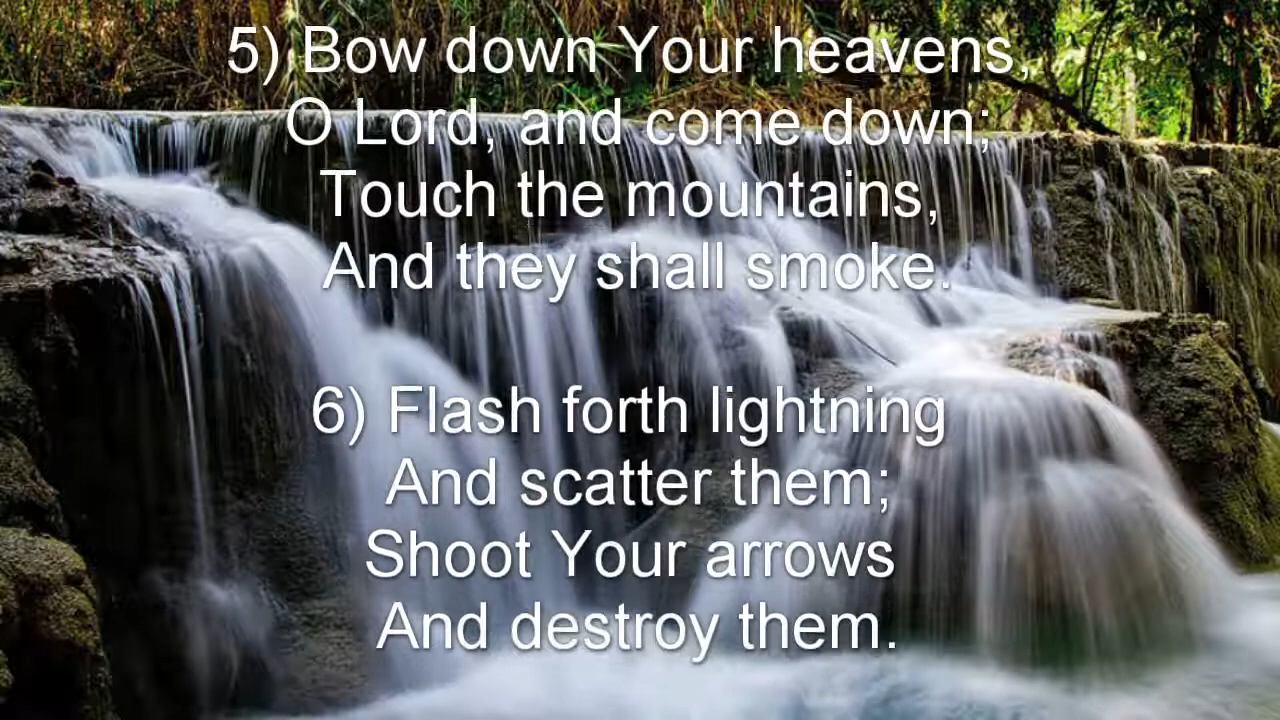 5) Bow down Your heavens,
O Lord, and come down;
Touch the mountains,
And they shall smoke.
6) Flash forth lightning
And scatter them;
Shoot Your arrows
And destroy them.